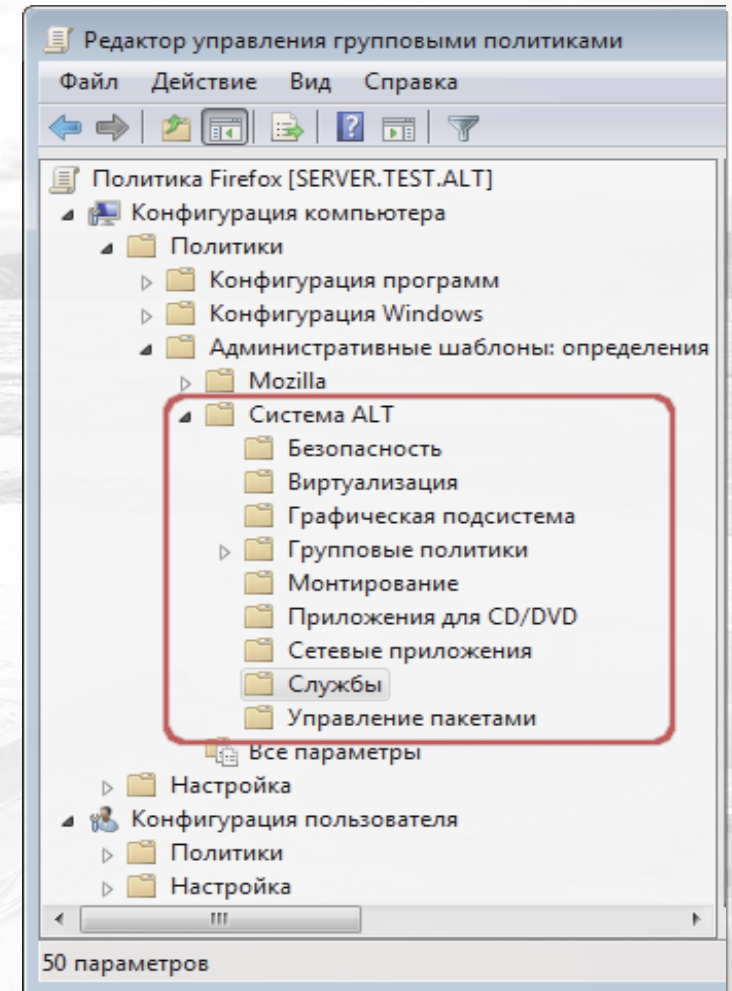 Редактор управления групповыми политиками
Файл Действие Вид Справка
Политика Firefox [SERVER.TEST.ALT]
Конфигурация компьютера
Политики
Конфигурация программ
Конфигурация Windows
Административные шаблоны: определения
Mozilla
Система ALT
Безопасность
Виртуализация
Графическая подсистема
Групповые политики
Монтирование
Приложения для CD/DVD
Сетевые приложения
Службы
Управление пакетами
Все параметры
Настройка
Конфигурация пользователя
Политики
Настройка
50 параметров